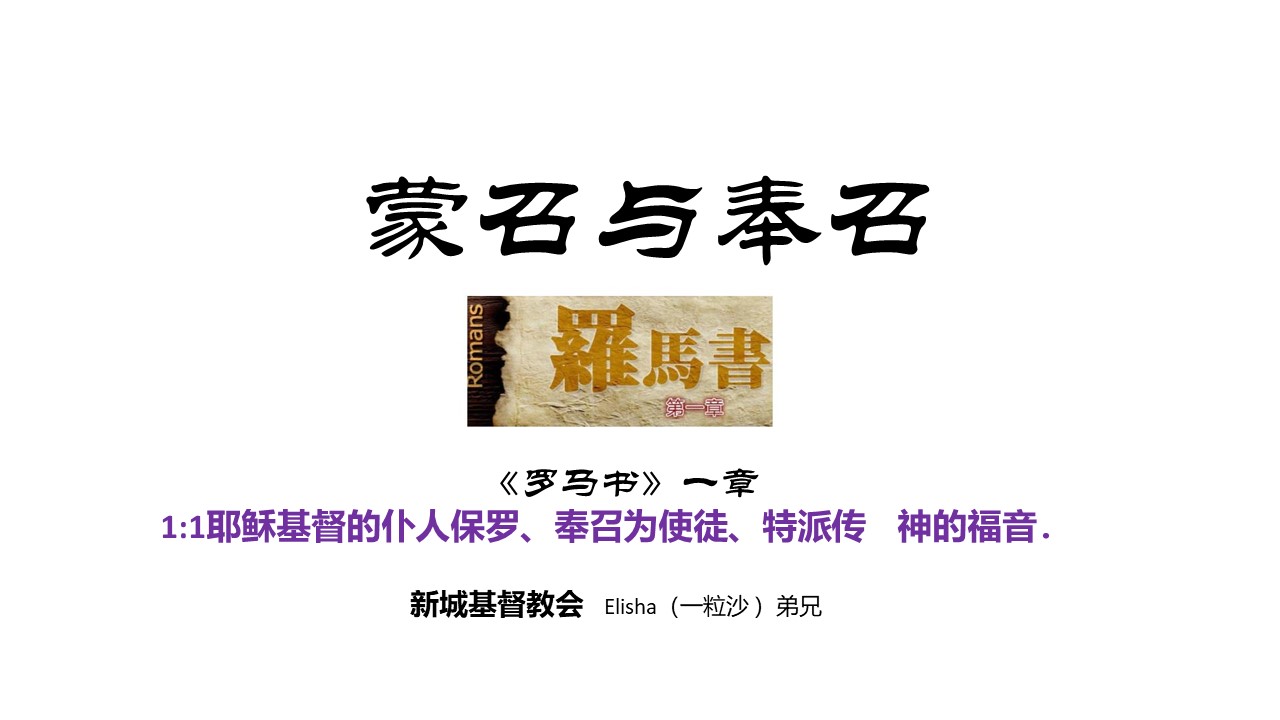 蒙召与奉召
Romans
羅馬書
第一章
《罗马书》一章
1:1耶稣基督的仆人保罗、奉召为使徒、特派传　神的福音．
新城基督教会 Elisha（一粒沙）弟兄